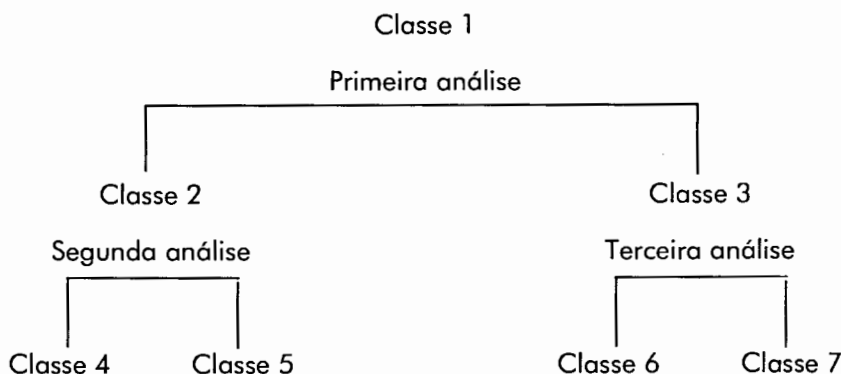 Classe 1
Primeira análise
Classe 2 Classe 3
Segunda análise Terceira análise
Classe 4 Classe 5 Classe 6 Classe 7